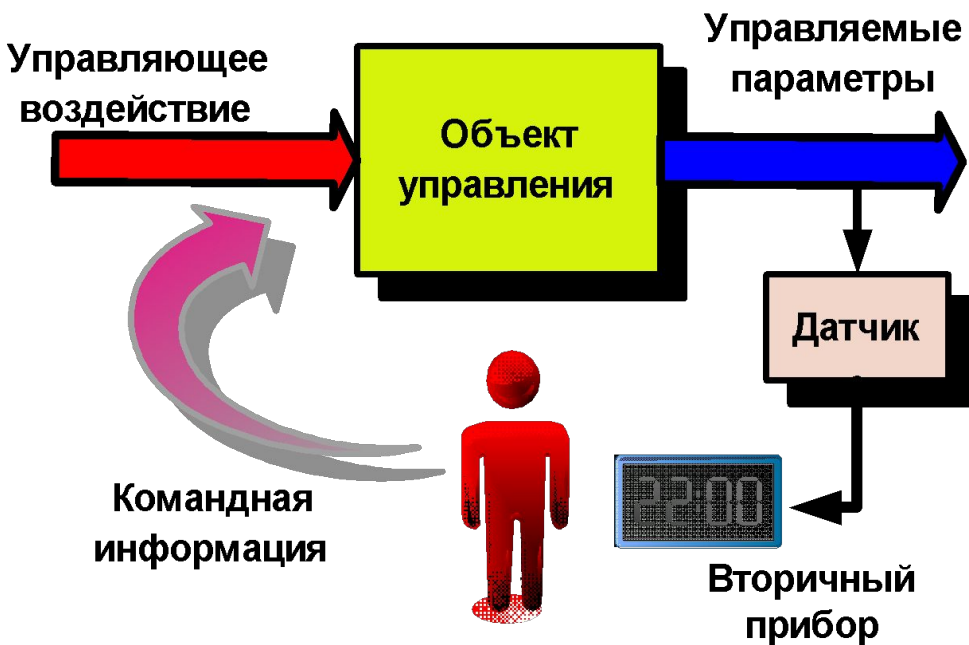 Управляющее
воздействие
Объект
управления
Управляемые
параметры
Датчик
Командная
информация
22:00
Вторичный
прибор